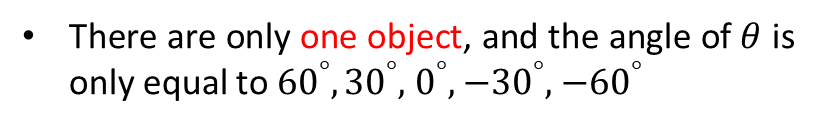 • There are only one object, and the angle of θ is
only equal to 60°, 30°, 0°, −30°, −60°